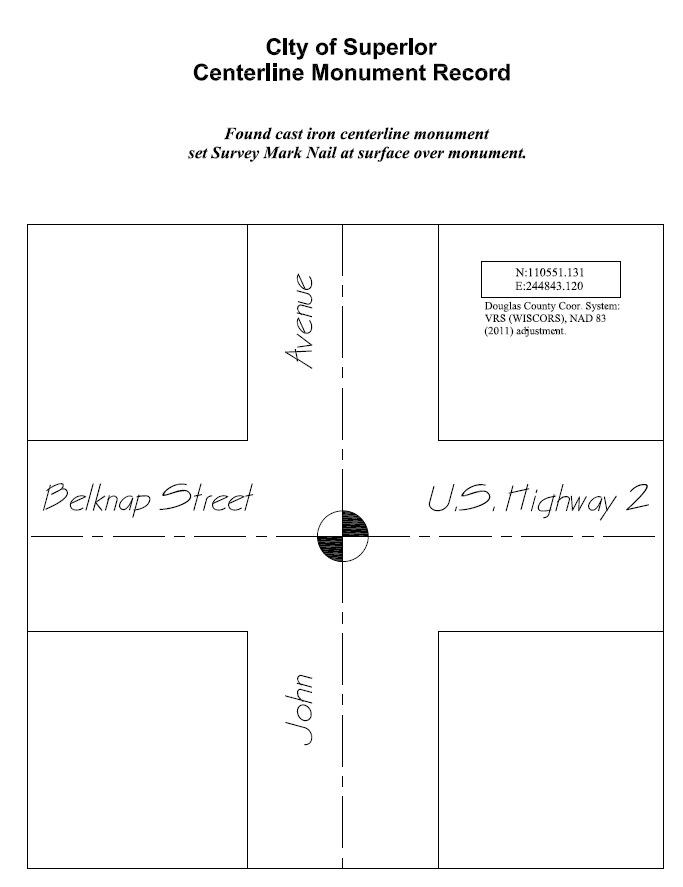 CIty of SuperIor
CenterlIne Monument Record
Found cast iron centerline monument
set Survey Mark Nail at surface over monument.
N:110551.131
E:244843.120
Douglas County Coor. System:
VRS (WISCORS), NAD 83
(2011) adjustment.
Avenue
Belknap Street
U.S. Highway 2
John